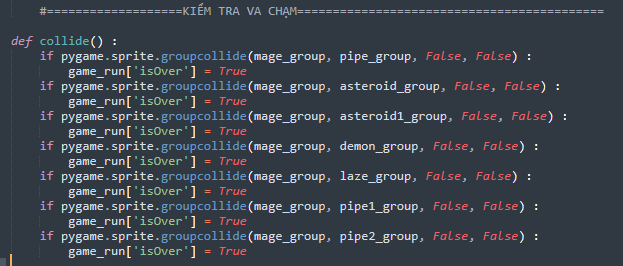 #===================KIỂM TRA VA CHẠM===========================================
def collide() :
if pygame.sprite.groupcollide(mage_group, pipe_group, False, False) :
game_run['isOver'] = True
if pygame.sprite.groupcollide(mage_group, asteroid_group, False, False) :
game_run['isOver'] = True
if pygame.sprite.groupcollide(mage_group, asteroid1_group, False, False) :
game_run['isOver'] = True
if pygame.sprite.groupcollide(mage_group, demon_group, False, False) :
game_run['isOver'] = True
if pygame.sprite.groupcollide(mage_group, laze_group, False, False) :
game_run['isOver'] = True
if pygame.sprite.groupcollide(mage_group, pipe1_group, False, False) :
game_run['isOver'] = True
if pygame.sprite.groupcollide(mage_group, pipe2_group, False, False) :
game_run['isOver'] = True